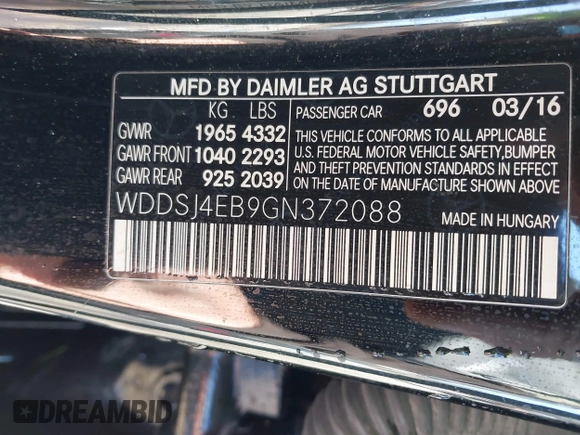 MFD BY DAIMLER AG STUTTGART
KG LBS PASSENGER CAR 696 03/16
GVWR 1965 4332
GAWR FRONT 1040 2293
GAWR REAR 925 2039
THIS VEHICLE CONFORMS TO ALL APPLICABLE
U.S. FEDERAL MOTOR VEHICLE SAFETY, BUMPER
AND THEFT PREVENTION STANDARDS IN EFFECT
ON THE DATE OF MANUFACTURE SHOWN ABOVE.
WDDSJ4EB9GN372088 MADE IN HUNGARY
DREAMBID